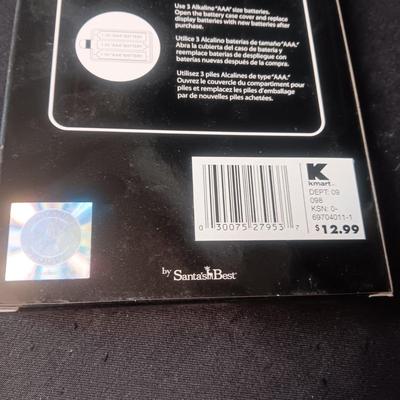 Use 3 Alkaline "AAA" size batteries.
Open the battery case cover and replace
display batteries with new batteries after
purchase.
Utilice 3 Alcalino baterías de tamaño "AAA."
Abra la cubierta del caso de batería y
reemplace baterías de despliegue con
baterías nuevas después de la compra.
Utilisez 3 piles Alcalines de type "AAA."
Ouvrez le couvercle du compartiment pour
piles et remplacez les piles d'emballage
par de nouvelles piles achetées.
K
kmart
DEPT: 09
098
KSN: 0-
69704011-1
$12.99
0 30075 27953 7
by Santa's Best